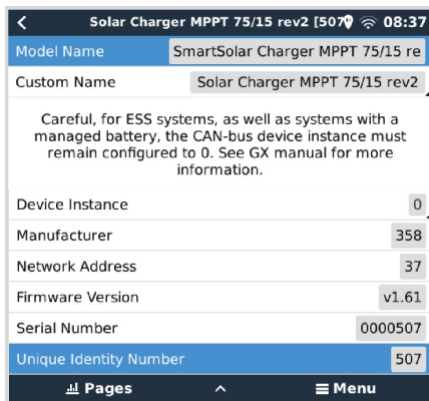 Solar Charger MPPT 75/15 rev2 [507 08:37
Model Name SmartSolar Charger MPPT 75/15 re
Custom Name Solar Charger MPPT 75/15 rev2
Careful, for ESS systems, as well as systems with a
managed battery, the CAN-bus device instance must
remain configured to 0. See GX manual for more
information.
Device Instance 0
Manufacturer 358
Network Address 37
Firmware Version v1.61
Serial Number 0000507
Unique Identity Number 507
Pages Menu